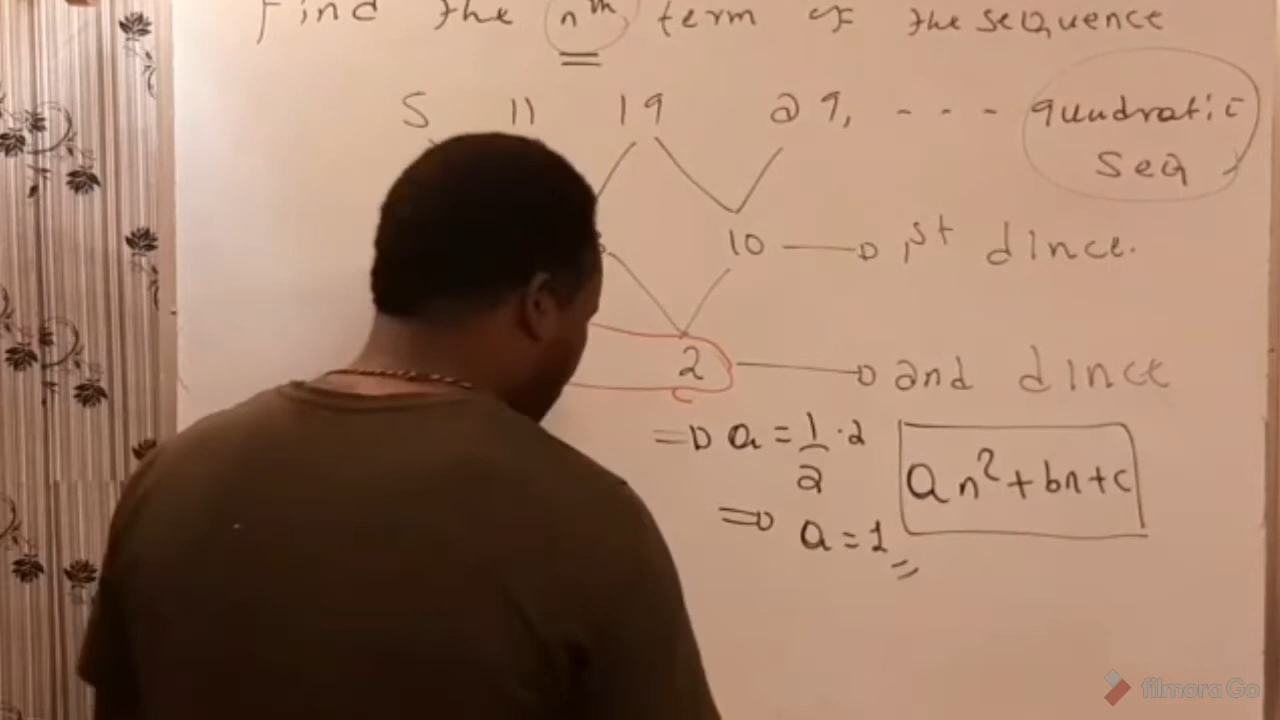 Find the nth term of the sequence
5 11 19 29, - - - quadratic
seq
10 1st dince.
2 2nd dince
⇒ a = 1/2 · 2
an²+bn+c
⇒ a = 1
filmora Go